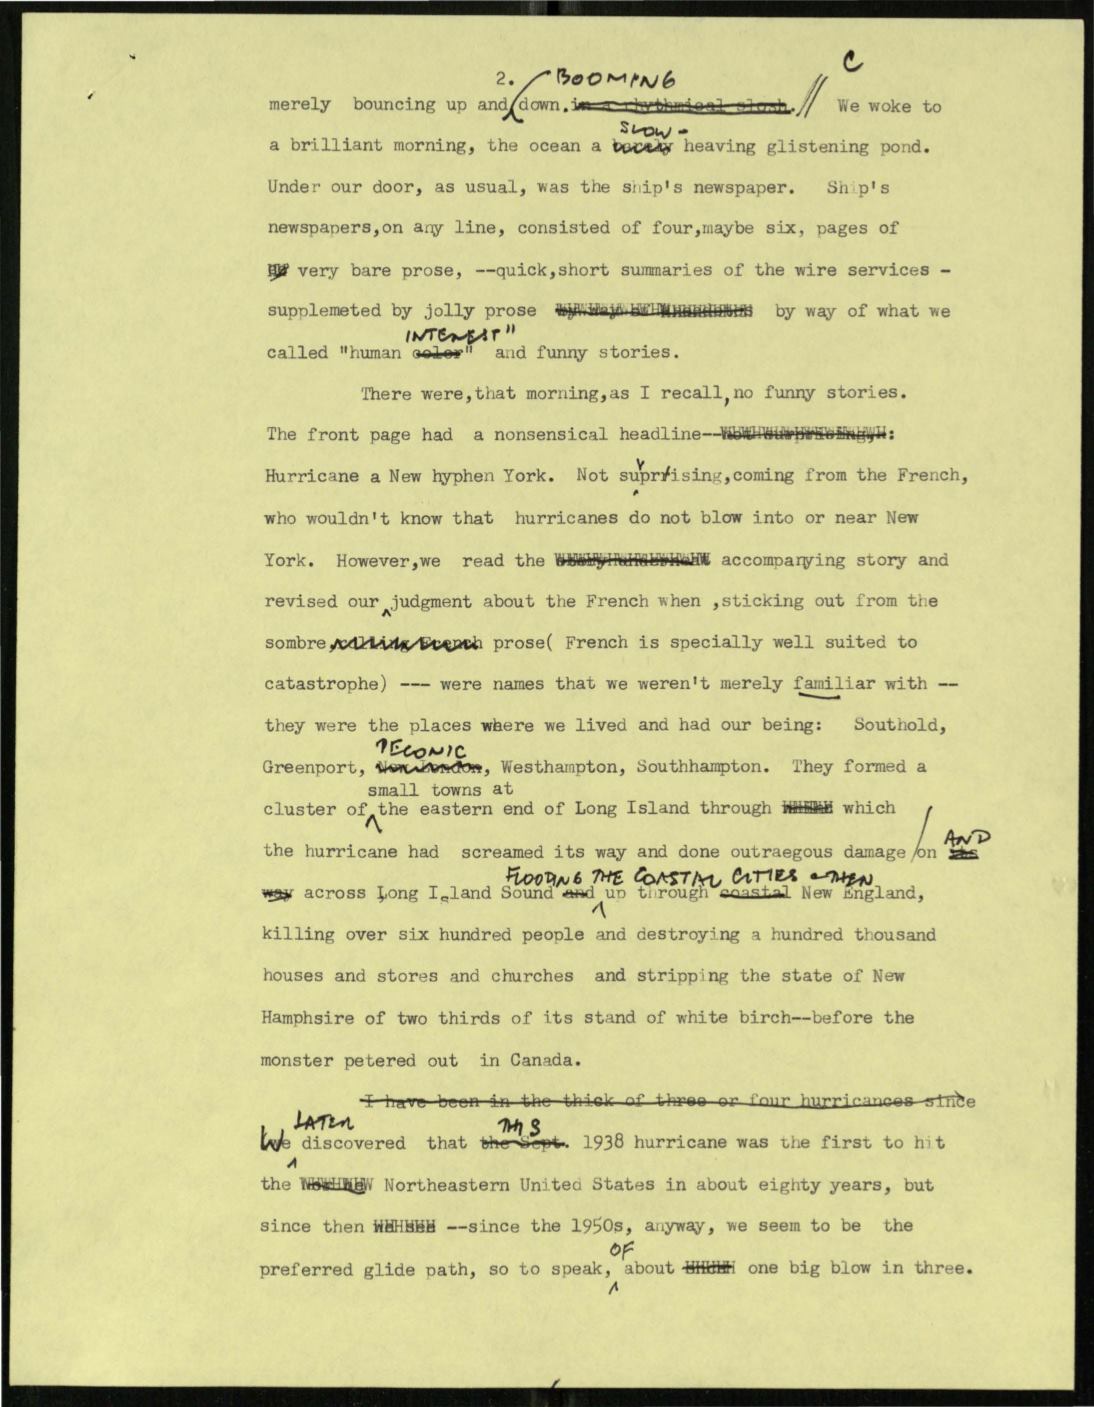 2. BOOMING C
merely bouncing up and down. in a rhythmical slosh. // We woke to
SLOW-
a brilliant morning, the ocean a barely heaving glistening pond.
Under our door, as usual, was the ship's newspaper. Ship's
newspapers,on any line, consisted of four,maybe six, pages of
very bare prose, --quick,short summaries of the wire services -
supplemeted by jolly prose by way of what we
INTEREST"
called "human color" and funny stories.
There were,that morning,as I recall,no funny stories.
The front page had a nonsensical headline--:
Hurricane a New hyphen York. Not suprrising,coming from the French,
who wouldn't know that hurricanes do not blow into or near New
York. However,we read the accompanying story and
revised our judgment about the French when ,sticking out from the
sombre, French prose( French is specially well suited to
catastrophe) --- were names that we weren't merely familiar with --
they were the places where we lived and had our being: Southold,
PECONIC
Greenport, New London, Westhampton, Southhampton. They formed a
small towns at
cluster of the eastern end of Long Island through which
AND
the hurricane had screamed its way and done outraegous damage /on its
FLOODING THE COASTAL CITIES & THEN
way across Long Island Sound and up through coastal New England,
killing over six hundred people and destroying a hundred thousand
houses and stores and churches and stripping the state of New
Hamphsire of two thirds of its stand of white birch--before the
monster petered out in Canada.
I have been in the thick of three or four hurricances since
LATER THIS
We discovered that the Sept. 1938 hurricane was the first to hit
the Northeastern United States in about eighty years, but
since then --since the 1950s, anyway, we seem to be the
OF
preferred glide path, so to speak, about one big blow in three.